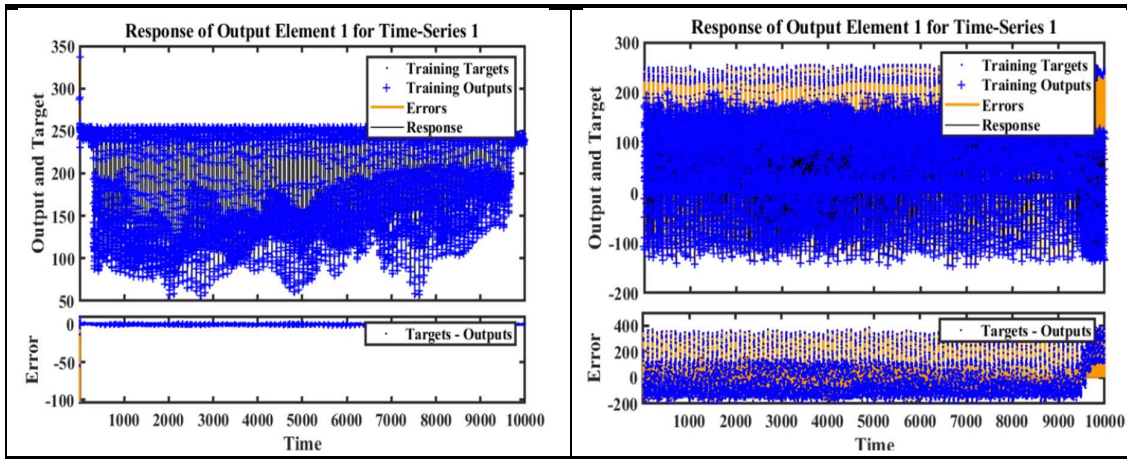 Response of Output Element 1 for Time-Series 1
350
300
250
200
150
100
50
Output and Target
Training Targets
Training Outputs
Errors
Response
0
-50
-100
Error
Targets - Outputs
1000 2000 3000 4000 5000 6000 7000 8000 9000 10000
Time
Response of Output Element 1 for Time-Series 1
300
200
100
0
-100
-200
Output and Target
Training Targets
Training Outputs
Errors
Response
400
200
0
-200
Error
Targets - Outputs
1000 2000 3000 4000 5000 6000 7000 8000 9000 10000
Time